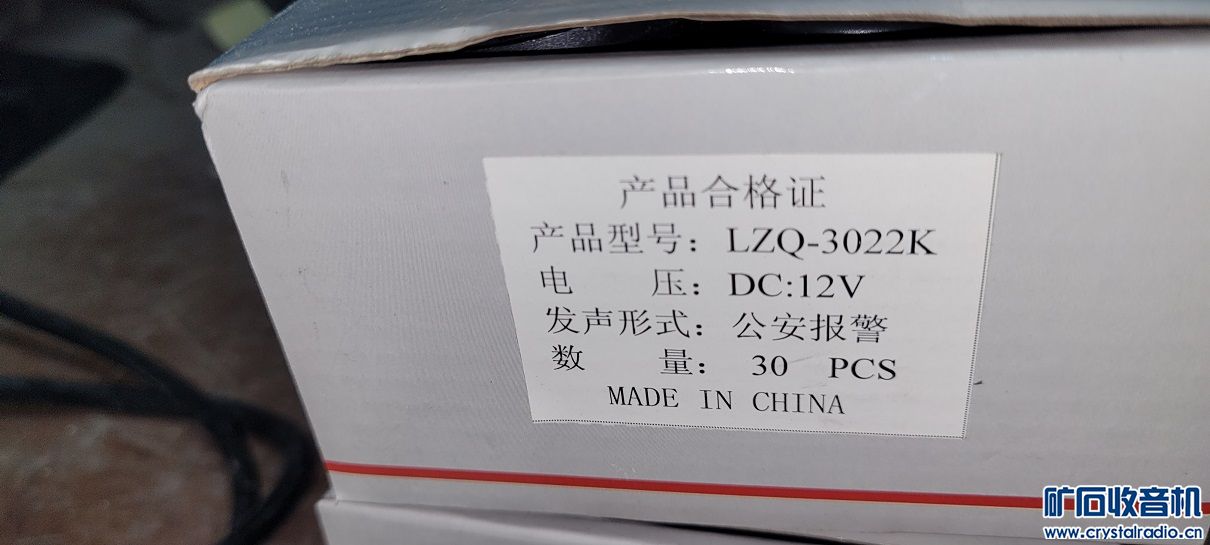 产品合格证
产品型号：LZQ-3022K
电 压：DC:12V
发声形式：公安报警
数 量：30 PCS
MADE IN CHINA
矿石收音机
www.crystalradio.cn